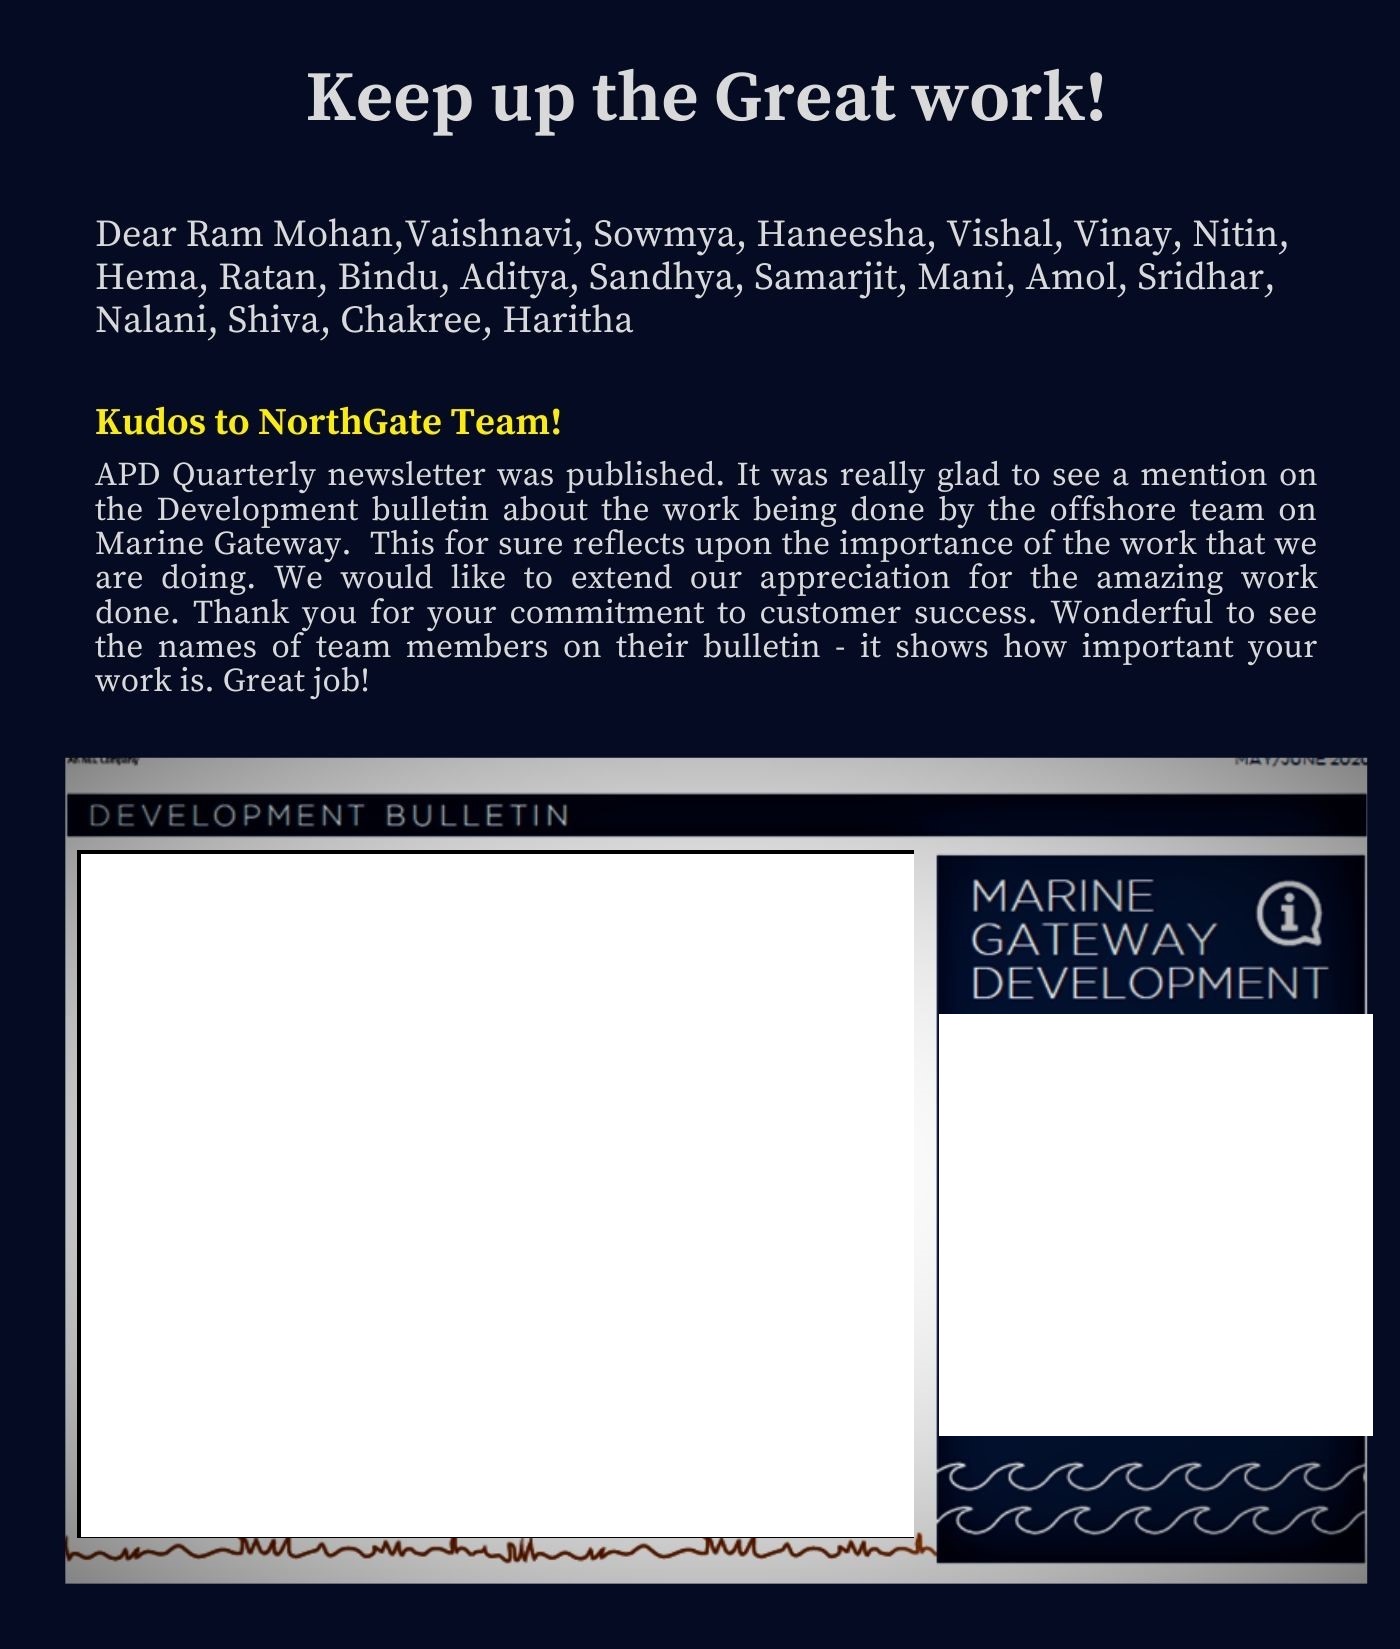 Keep up the Great work!
Dear Ram Mohan,Vaishnavi, Sowmya, Haneesha, Vishal, Vinay, Nitin,
Hema, Ratan, Bindu, Aditya, Sandhya, Samarjit, Mani, Amol, Sridhar,
Nalani, Shiva, Chakree, Haritha
Kudos to NorthGate Team!
APD Quarterly newsletter was published. It was really glad to see a mention on
the Development bulletin about the work being done by the offshore team on
Marine Gateway.  This for sure reflects upon the importance of the work that we
are doing. We would like to extend our appreciation for the amazing work
done. Thank you for your commitment to customer success. Wonderful to see
the names of team members on their bulletin - it shows how important your
work is. Great job!
MAY/JUNE 2020
DEVELOPMENT BULLETIN
MARINE
GATEWAY
DEVELOPMENT